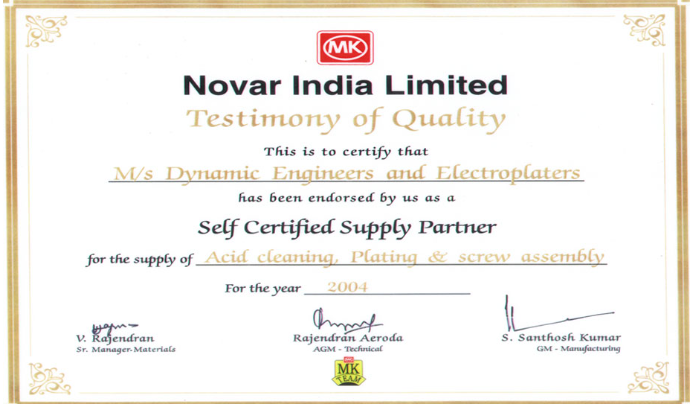 MK
Novar India Limited
Testimony of Quality
This is to certify that
M/s Dynamic Engineers and Electroplaters
has been endorsed by us as a
Self Certified Supply Partner
for the supply of Acid cleaning, Plating & screw assembly
For the year 2004
V. Rajendran Rajendran Aeroda S. Santhosh Kumar
Sr. Manager-Materials AGM - Technical GM - Manufacturing
MK
TEAM